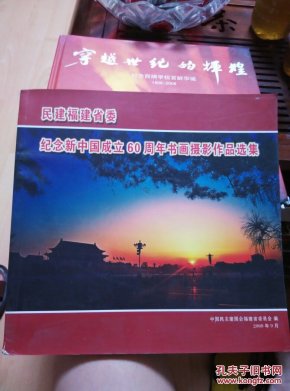 穿越世纪的辉煌
1906-2006
民建福建省委
纪念新中国成立60周年书画摄影作品选集
中国民主建国会福建省委员会 编
2009年9月
孔夫子旧书网